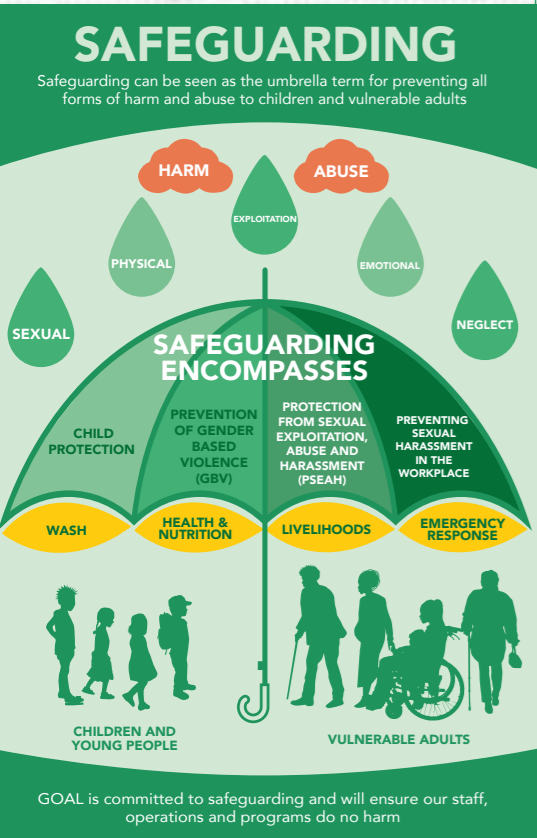 SAFEGUARDING
Safeguarding can be seen as the umbrella term for preventing all
forms of harm and abuse to children and vulnerable adults
HARM
ABUSE
EXPLOITATION
PHYSICAL
EMOTIONAL
SEXUAL
NEGLECT
SAFEGUARDING
ENCOMPASSES
CHILD
PROTECTION
PREVENTION
OF GENDER
BASED
VIOLENCE
(GBV)
PROTECTION
FROM SEXUAL
EXPLOITATION,
ABUSE AND
HARASSMENT
(PSEAH)
PREVENTING
SEXUAL
HARASSMENT
IN THE
WORKPLACE
WASH
HEALTH &
NUTRITION
LIVELIHOODS
EMERGENCY
RESPONSE
CHILDREN AND
YOUNG PEOPLE
VULNERABLE ADULTS
GOAL is committed to safeguarding and will ensure our staff,
operations and programs do no harm